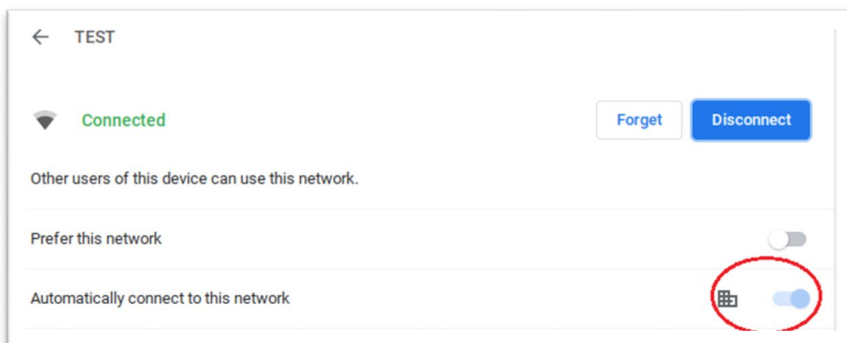 TEST
Connected
Forget
Disconnect
Other users of this device can use this network.
Prefer this network
Automatically connect to this network